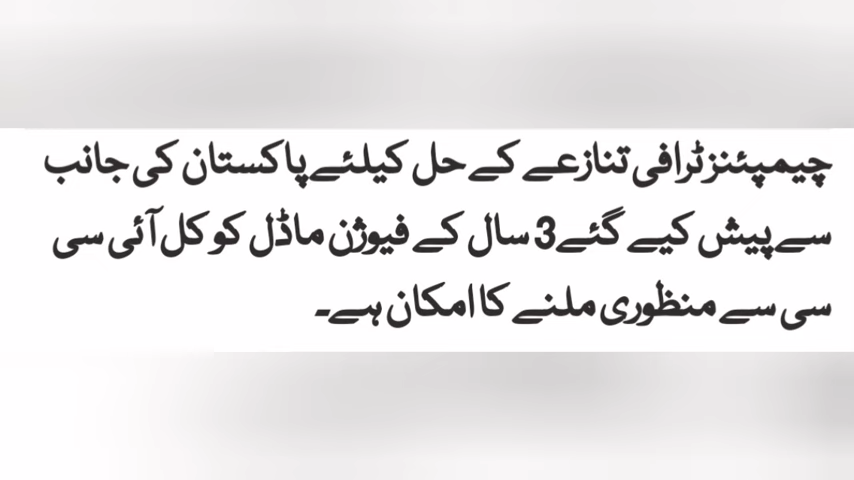 چیمپئنز ٹرافی تنازعے کے حل کیلئے پاکستان کی جانب
سے پیش کیے گئے 3 سال کے فیوژن ماڈل کو کل آئی سی
سی سے منظوری ملنے کا امکان ہے۔